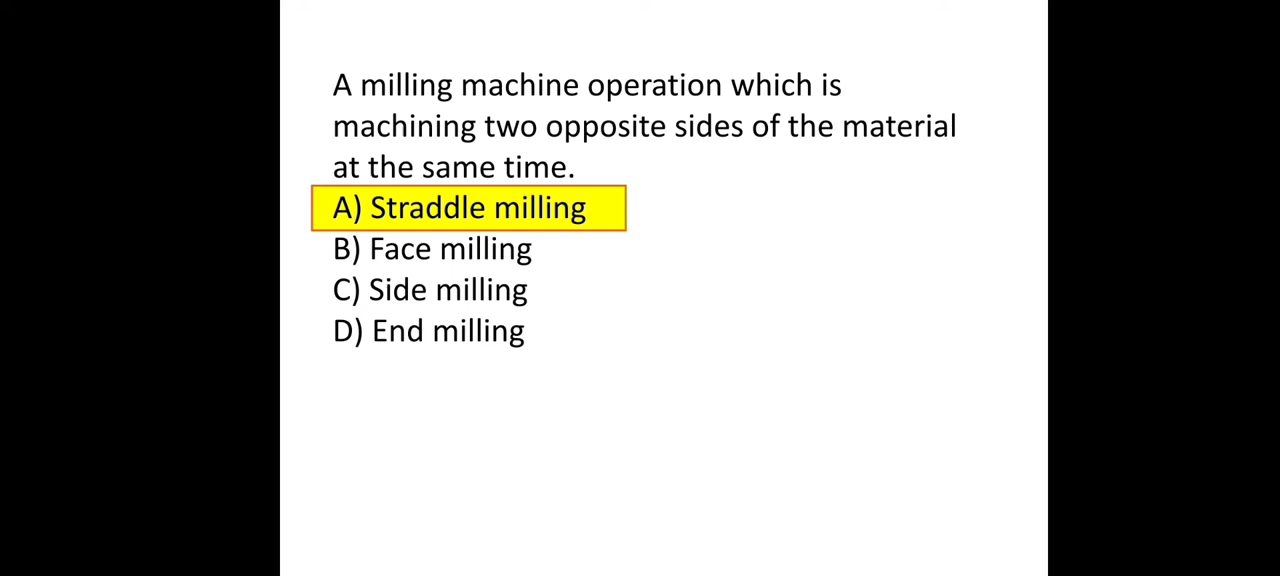 A milling machine operation which is
machining two opposite sides of the material
at the same time.
A) Straddle milling
B) Face milling
C) Side milling
D) End milling